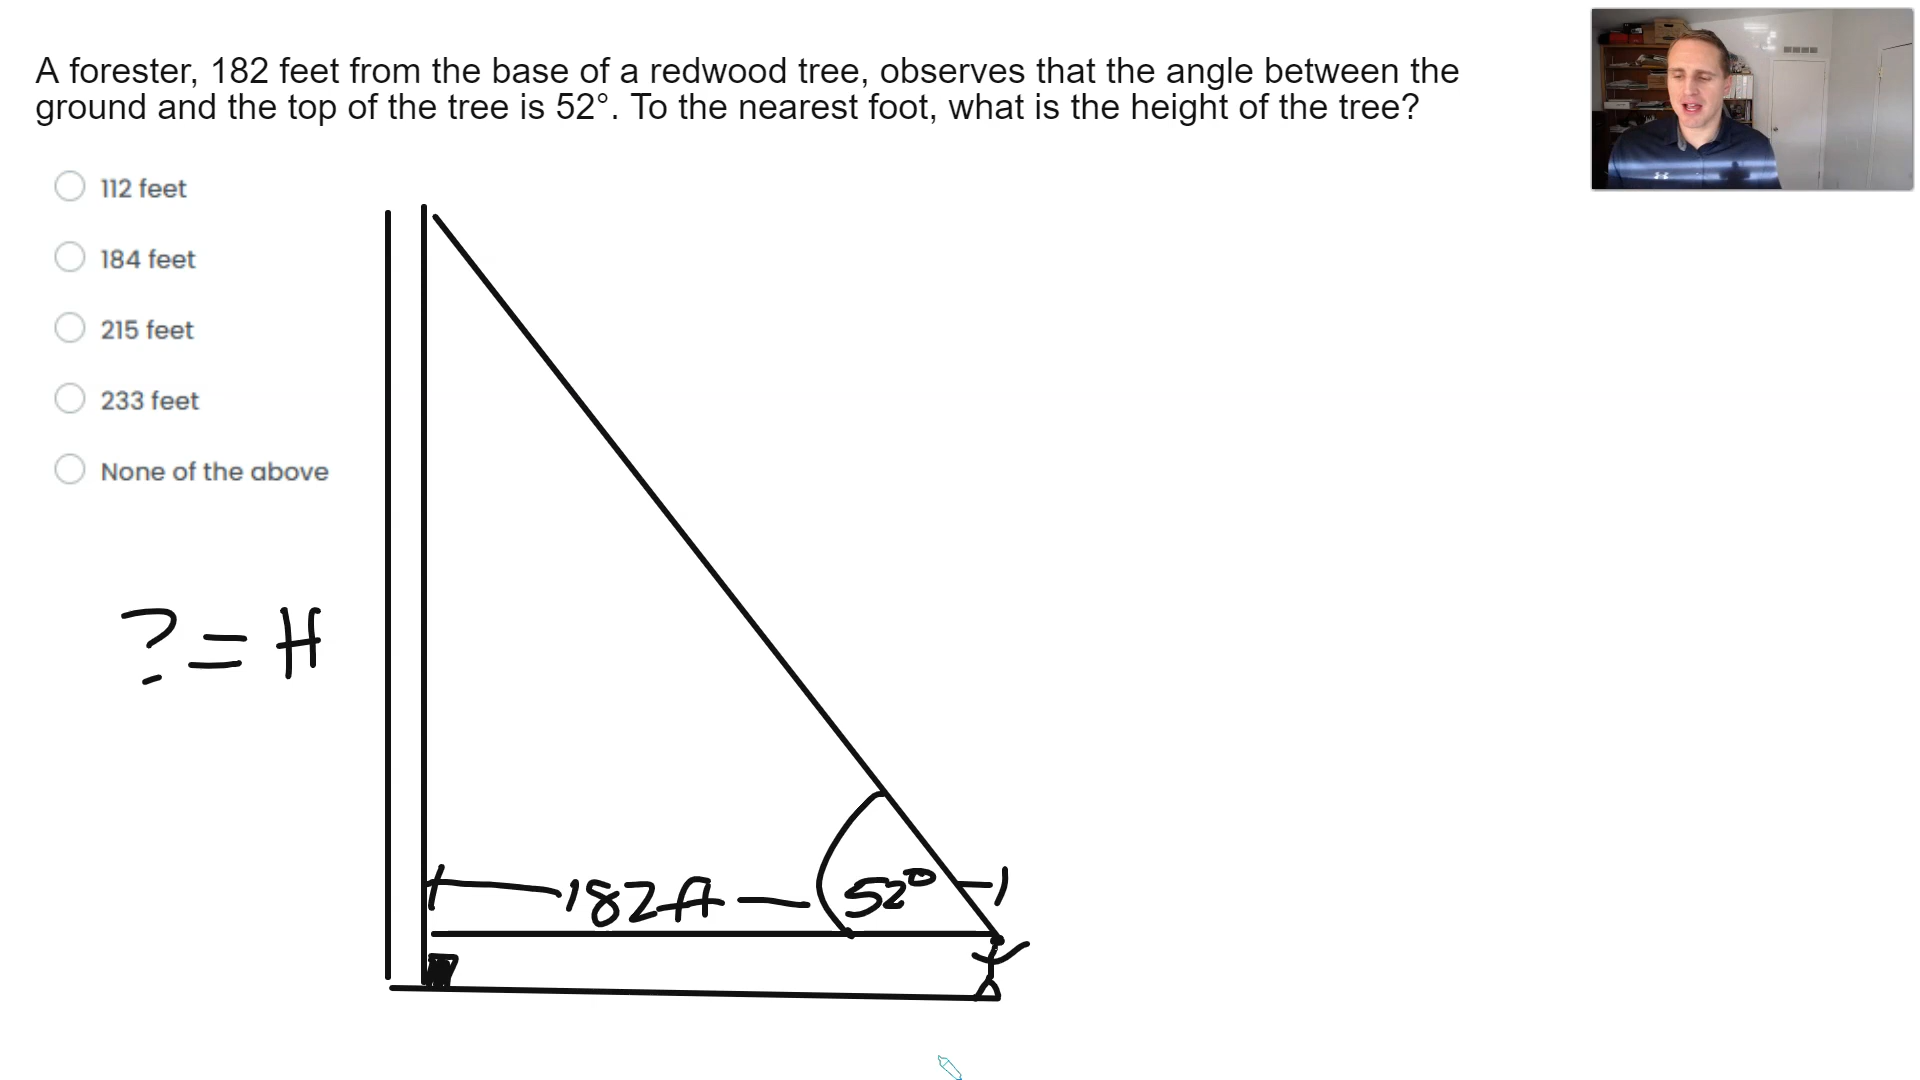 A forester, 182 feet from the base of a redwood tree, observes that the angle between the
ground and the top of the tree is 52°. To the nearest foot, what is the height of the tree?
112 feet
184 feet
215 feet
233 feet
None of the above
? = H
182 ft
52°